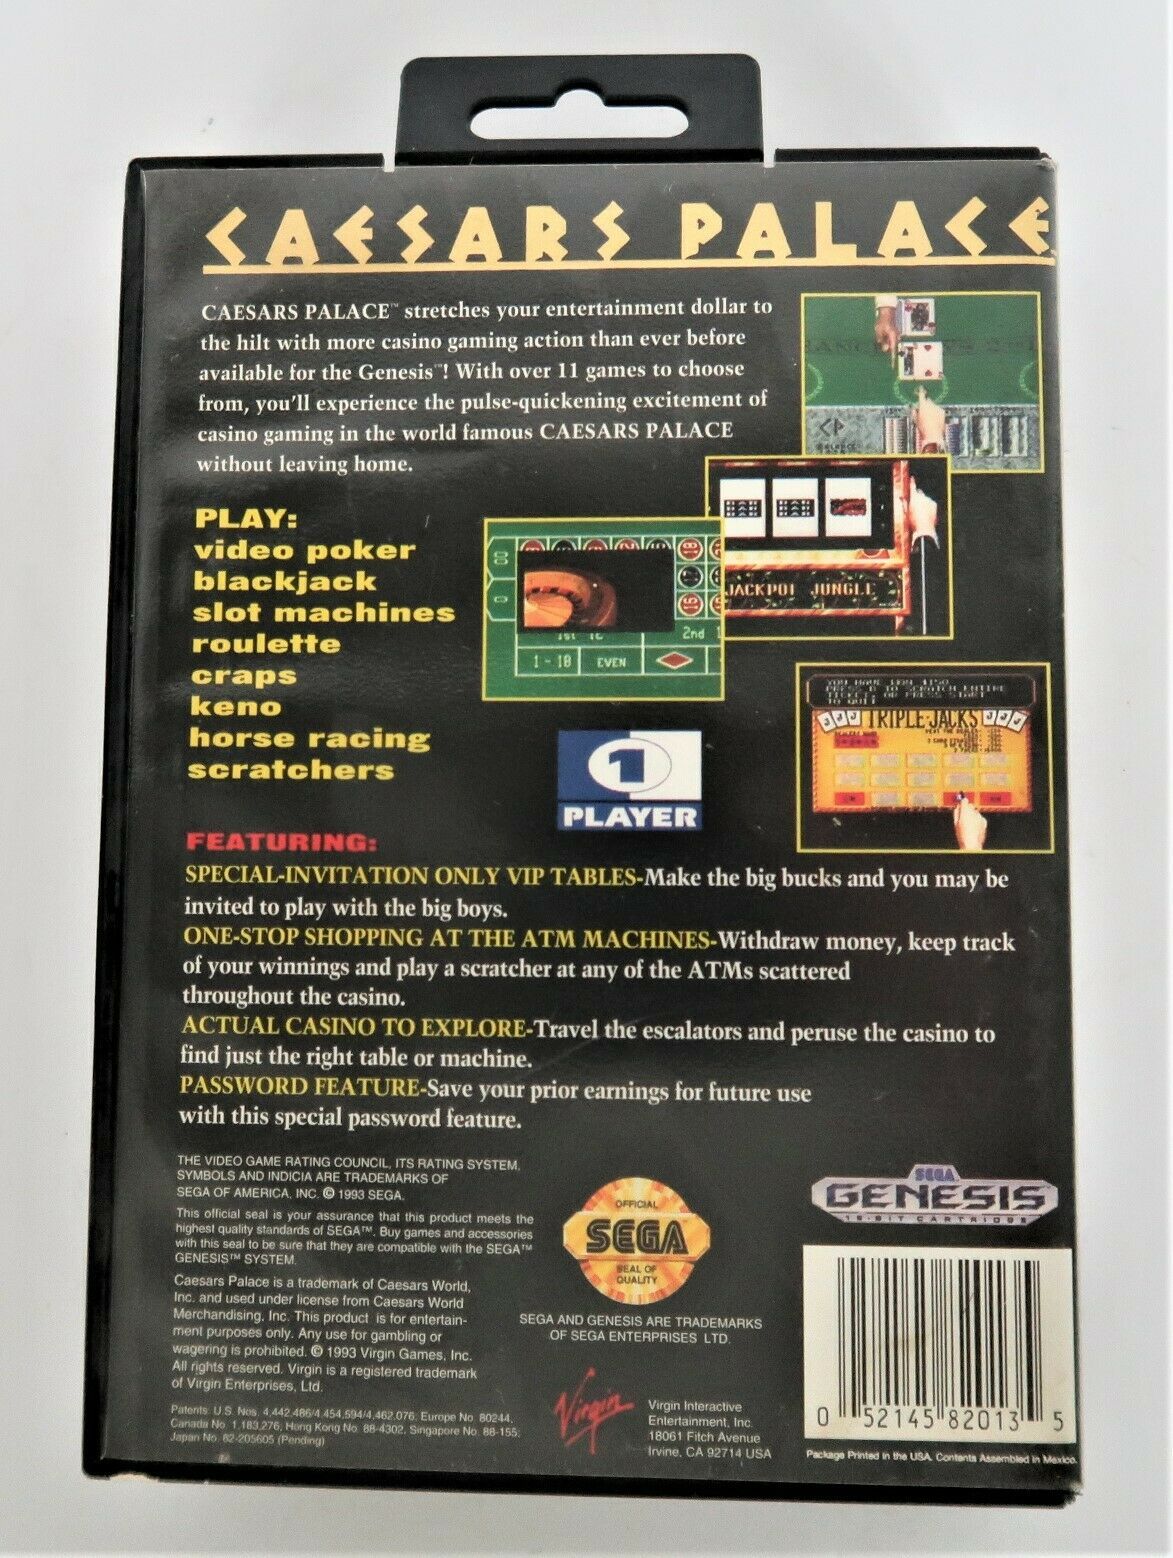 CAESARS PALACE
CAESARS PALACE™ stretches your entertainment dollar to
the hilt with more casino gaming action than ever before
available for the Genesis™! With over 11 games to choose
from, you'll experience the pulse-quickening excitement of
casino gaming in the world famous CAESARS PALACE
without leaving home.
PLAY:
video poker
blackjack
slot machines
roulette
craps
keno
horse racing
scratchers
JACKPOT JUNGLE
2nd
1-18 EVEN
TO QUIT
TRIPLE-JACKS
1
PLAYER
FEATURING:
SPECIAL-INVITATION ONLY VIP TABLES-Make the big bucks and you may be
invited to play with the big boys.
ONE-STOP SHOPPING AT THE ATM MACHINES-Withdraw money, keep track
of your winnings and play a scratcher at any of the ATMs scattered
throughout the casino.
ACTUAL CASINO TO EXPLORE-Travel the escalators and peruse the casino to
find just the right table or machine.
PASSWORD FEATURE-Save your prior earnings for future use
with this special password feature.
THE VIDEO GAME RATING COUNCIL, ITS RATING SYSTEM,
SYMBOLS AND INDICIA ARE TRADEMARKS OF
SEGA OF AMERICA, INC. © 1993 SEGA.
This official seal is your assurance that this product meets the
highest quality standards of SEGA™. Buy games and accessories
with this seal to be sure that they are compatible with the SEGA™
GENESIS™ SYSTEM.
Caesars Palace is a trademark of Caesars World,
Inc. and used under license from Caesars World
Merchandising, Inc. This product is for entertain-
ment purposes only. Any use for gambling or
wagering is prohibited. © 1993 Virgin Games, Inc.
All rights reserved. Virgin is a registered trademark
of Virgin Enterprises, Ltd.
Patents: U.S. Nos. 4,442,486/4,454,594/4,462,076; Europe No. 80244,
Canada No. 1,183,276, Hong Kong No. 88-4302, Singapore No. 88-155,
Japan No. 82-205605 (Pending)
OFFICIAL
SEGA
SEAL OF
QUALITY
SEGA AND GENESIS ARE TRADEMARKS
OF SEGA ENTERPRISES LTD.
Virgin
Virgin Interactive
Entertainment, Inc.
18061 Fitch Avenue
Irvine, CA 92714 USA
SEGA
GENESIS
16-BIT CARTRIDGE
0 52145 82013 5
Package Printed in the USA. Contents Assembled in Mexico.